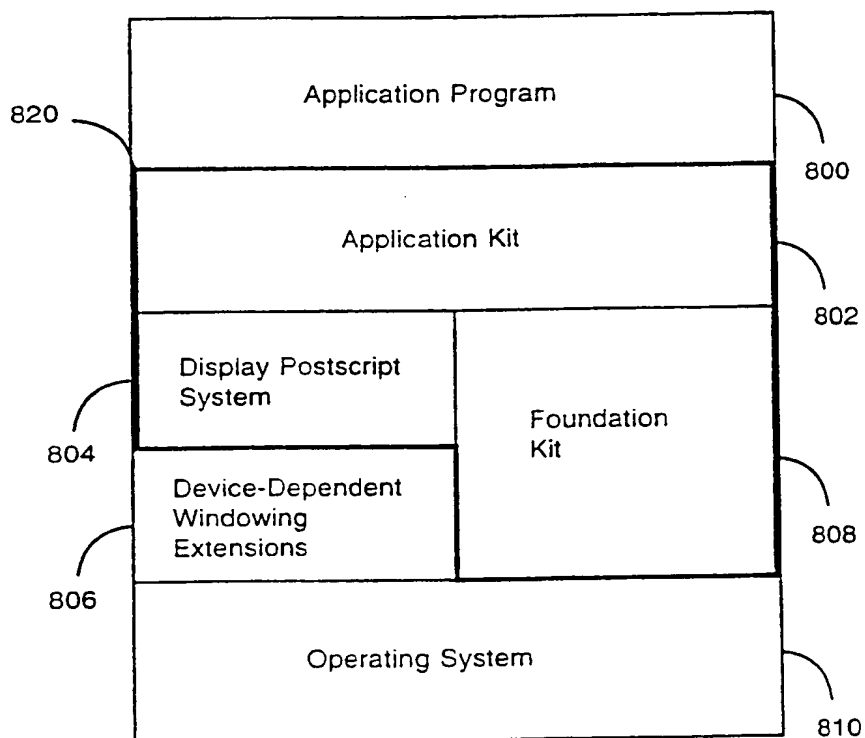 Application Program
820
800
Application Kit
802
Display Postscript
System
Foundation
Kit
804
Device-Dependent
Windowing
Extensions
808
806
Operating System
810